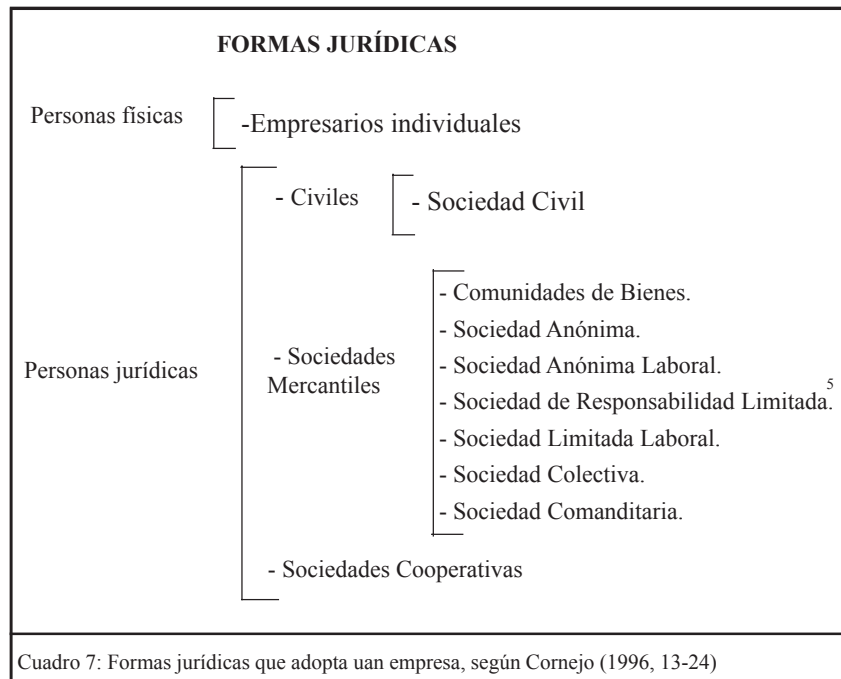 FORMAS JURÍDICAS
Personas físicas
-Empresarios individuales
- Civiles
- Sociedad Civil
Personas jurídicas
- Sociedades
Mercantiles
- Comunidades de Bienes.
- Sociedad Anónima.
- Sociedad Anónima Laboral.
- Sociedad de Responsabilidad Limitada.5
- Sociedad Limitada Laboral.
- Sociedad Colectiva.
- Sociedad Comanditaria.
- Sociedades Cooperativas
Cuadro 7: Formas jurídicas que adopta uan empresa, según Cornejo (1996, 13-24)